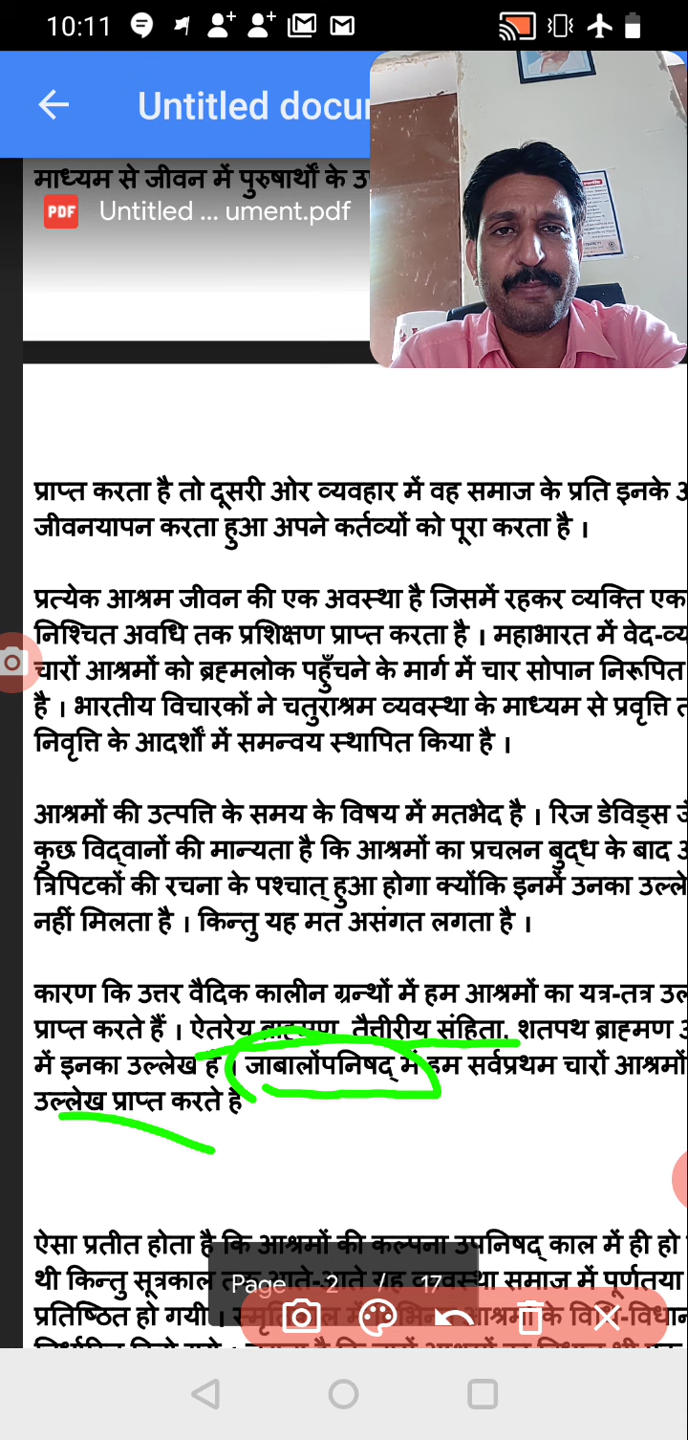 10:11
Untitled docu
माध्यम से जीवन में पुरुषार्थों के उ
PDF Untitled ... ument.pdf
प्राप्त करता है तो दूसरी ओर व्यवहार में वह समाज के प्रति इनके
जीवनयापन करता हुआ अपने कर्तव्यों को पूरा करता है ।
प्रत्येक आश्रम जीवन की एक अवस्था है जिसमें रहकर व्यक्ति एक
निश्चित अवधि तक प्रशिक्षण प्राप्त करता है । महाभारत में वेद-व्य
चारों आश्रमों को ब्रह्मलोक पहुँचने के मार्ग में चार सोपान निरूपित
है । भारतीय विचारकों ने चतुराश्रम व्यवस्था के माध्यम से प्रवृत्ति त
निवृत्ति के आदर्शों में समन्वय स्थापित किया है ।
आश्रमों की उत्पत्ति के समय के विषय में मतभेद है । रिज डेविड्स
कुछ विद्वानों की मान्यता है कि आश्रमों का प्रचलन बुद्ध के बाद
त्रिपिटकों की रचना के पश्चात् हुआ होगा क्योंकि इनमें उनका उल्ले
नहीं मिलता है । किन्तु यह मत असंगत लगता है ।
कारण कि उत्तर वैदिक कालीन ग्रन्थों में हम आश्रमों का यत्र-तत्र उल
प्राप्त करते हैं । ऐतरेय ब्राह्मण, तैत्तीरीय संहिता, शतपथ ब्राह्मण
में इनका उल्लेख है । जाबालोंपनिषद् में हम सर्वप्रथम चारों आश्रमों
उल्लेख प्राप्त करते है
ऐसा प्रतीत होता है कि आश्रमों की कल्पना उपनिषद् काल में ही हो
थी किन्तु सूत्रकाल तक आते-आते यह व्यवस्था समाज में पूर्णतया
Page 2 / 17
प्रतिष्ठित हो गयी । स्मृति काल में आश्रमों के विधि-विधान